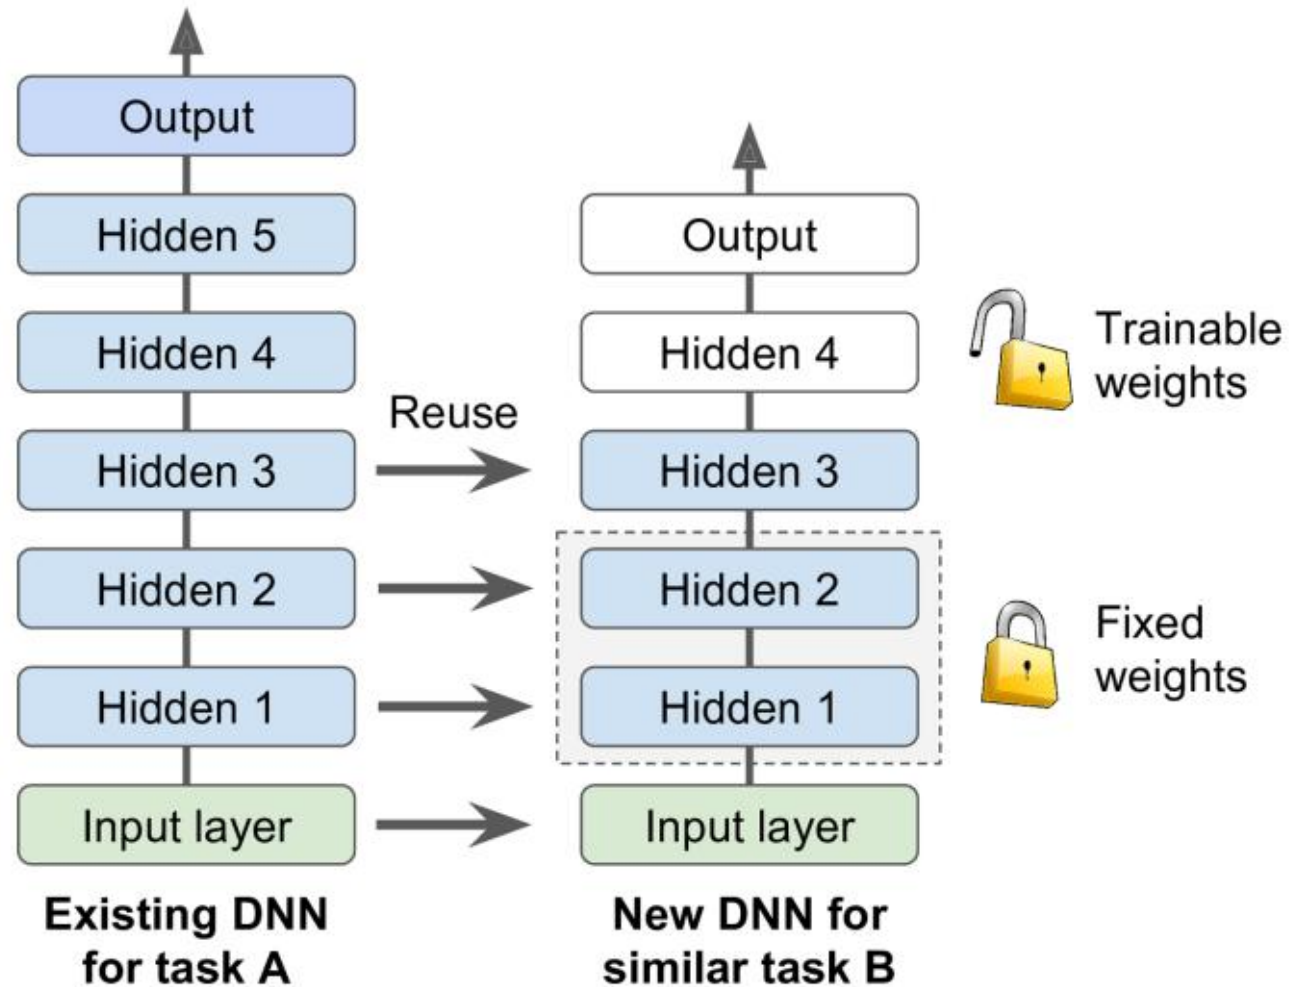 Output
Hidden 5
Hidden 4
Hidden 3
Hidden 2
Hidden 1
Input layer
Existing DNN
for task A
Reuse
Output
Hidden 4
Hidden 3
Hidden 2
Hidden 1
Input layer
New DNN for
similar task B
Trainable
weights
Fixed
weights